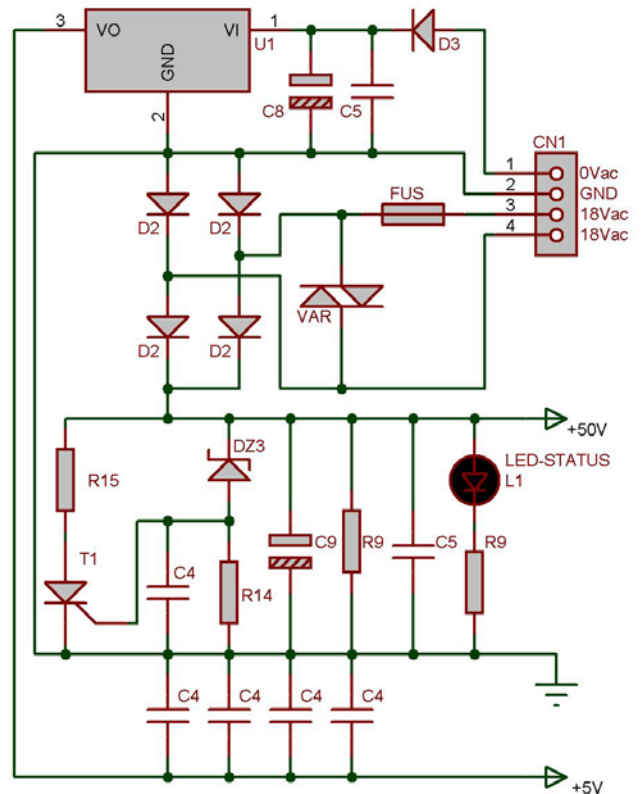 3
VO
VI
1
U1
GND
2
C8
C5
D3
CN1
1
0Vac
2
GND
3
18Vac
4
18Vac
FUS
D2
D2
VAR
D2
D2
+50V
R15
DZ3
LED-STATUS
L1
T1
C4
R14
C9
R9
C5
R9
C4
C4
C4
C4
+5V